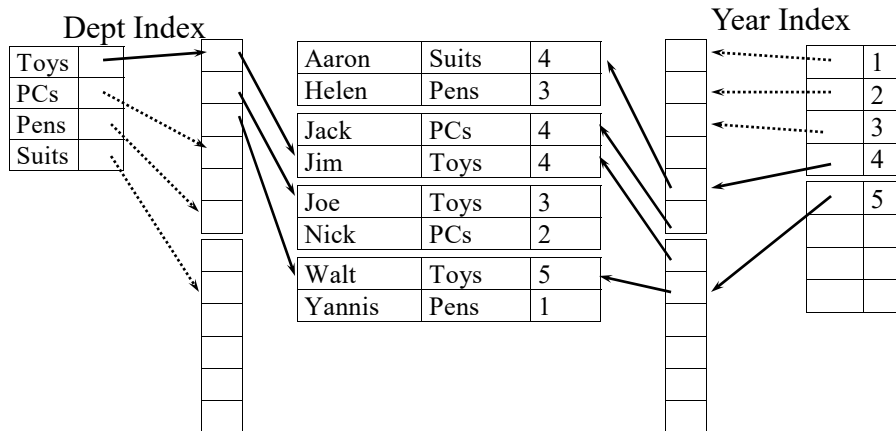 Dept Index
Year Index
Toys
PCs
Pens
Suits
Aaron Suits 4
Helen Pens 3
Jack PCs 4
Jim Toys 4
Joe Toys 3
Nick PCs 2
Walt Toys 5
Yannis Pens 1
1
2
3
4
5